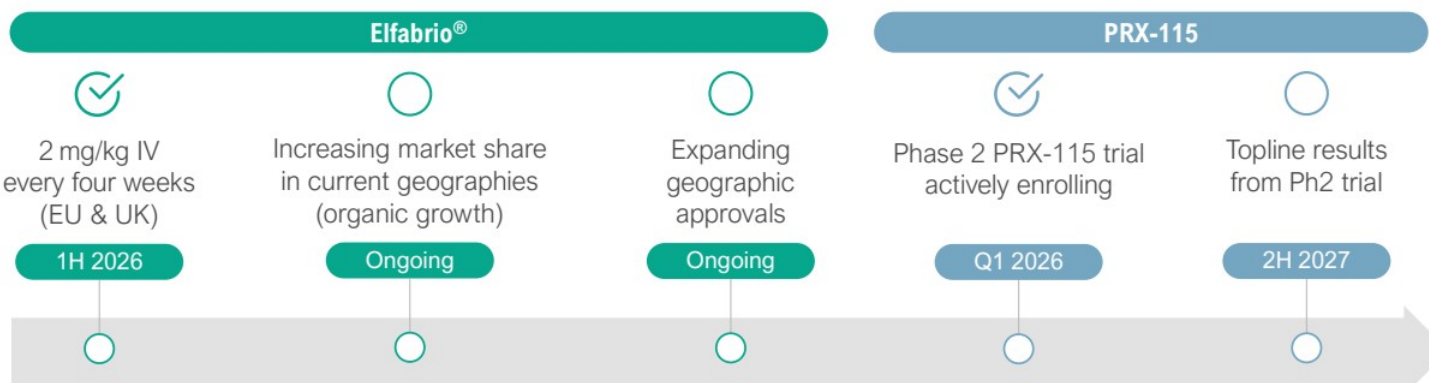 Elfabrio®
PRX-115
2 mg/kg IV
every four weeks
(EU & UK)
1H 2026
Increasing market share
in current geographies
(organic growth)
Ongoing
Expanding
geographic
approvals
Ongoing
Phase 2 PRX-115 trial
actively enrolling
Q1 2026
Topline results
from Ph2 trial
2H 2027